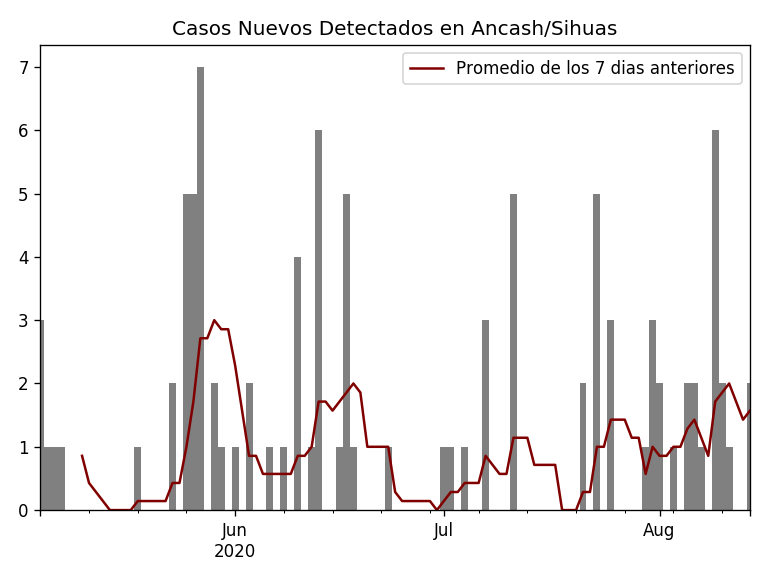 Casos Nuevos Detectados en Ancash/Sihuas
Promedio de los 7 dias anteriores
7
6
5
4
3
2
1
0
Jun
2020
Jul
Aug